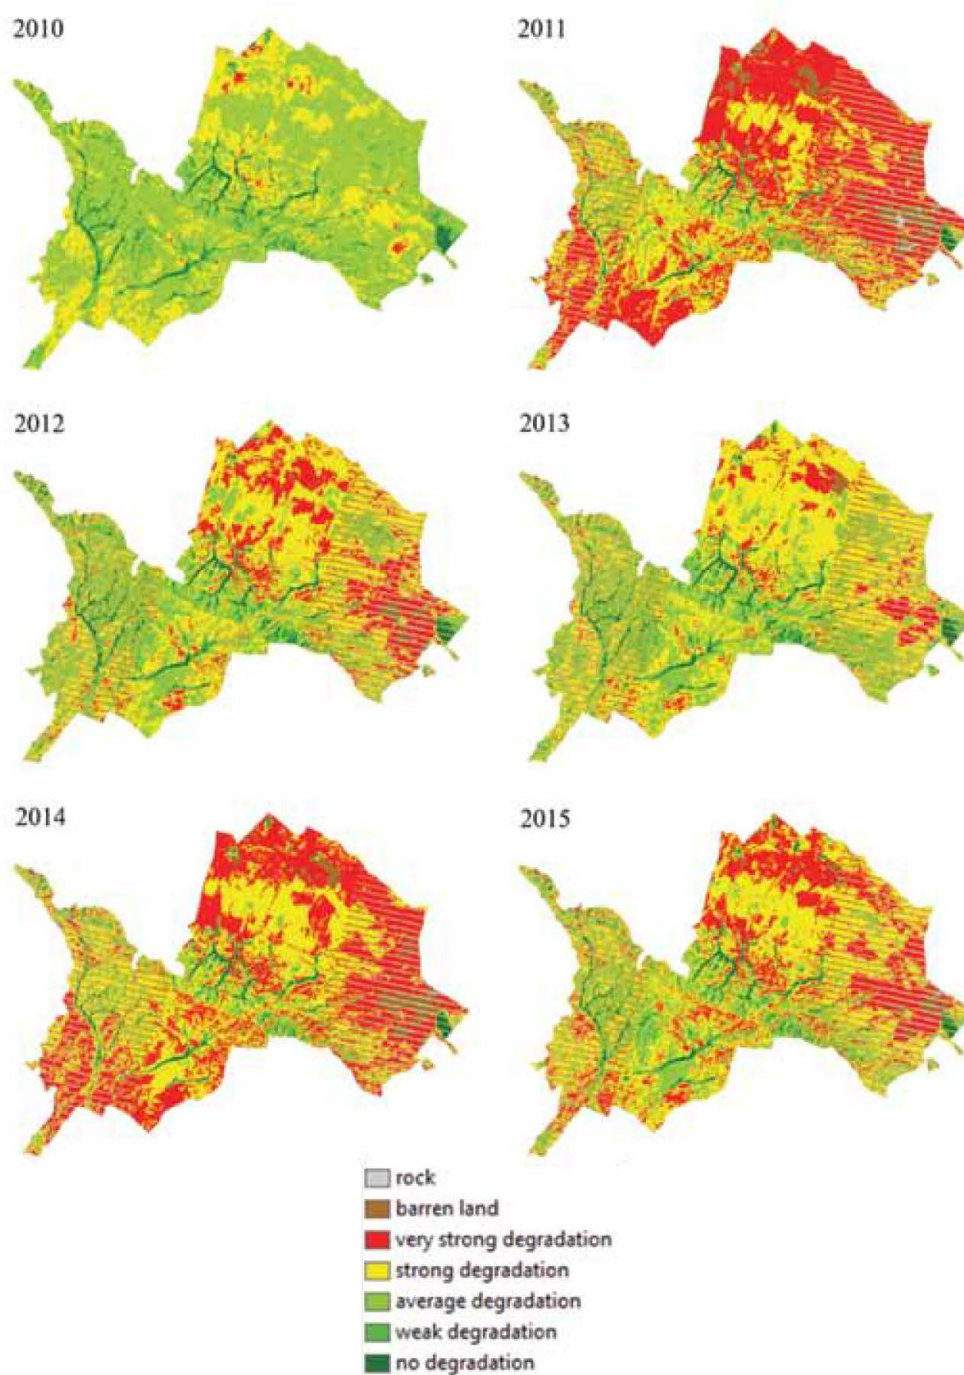 2010
2011
2012
2013
2014
2015
rock
barren land
very strong degradation
strong degradation
average degradation
weak degradation
no degradation